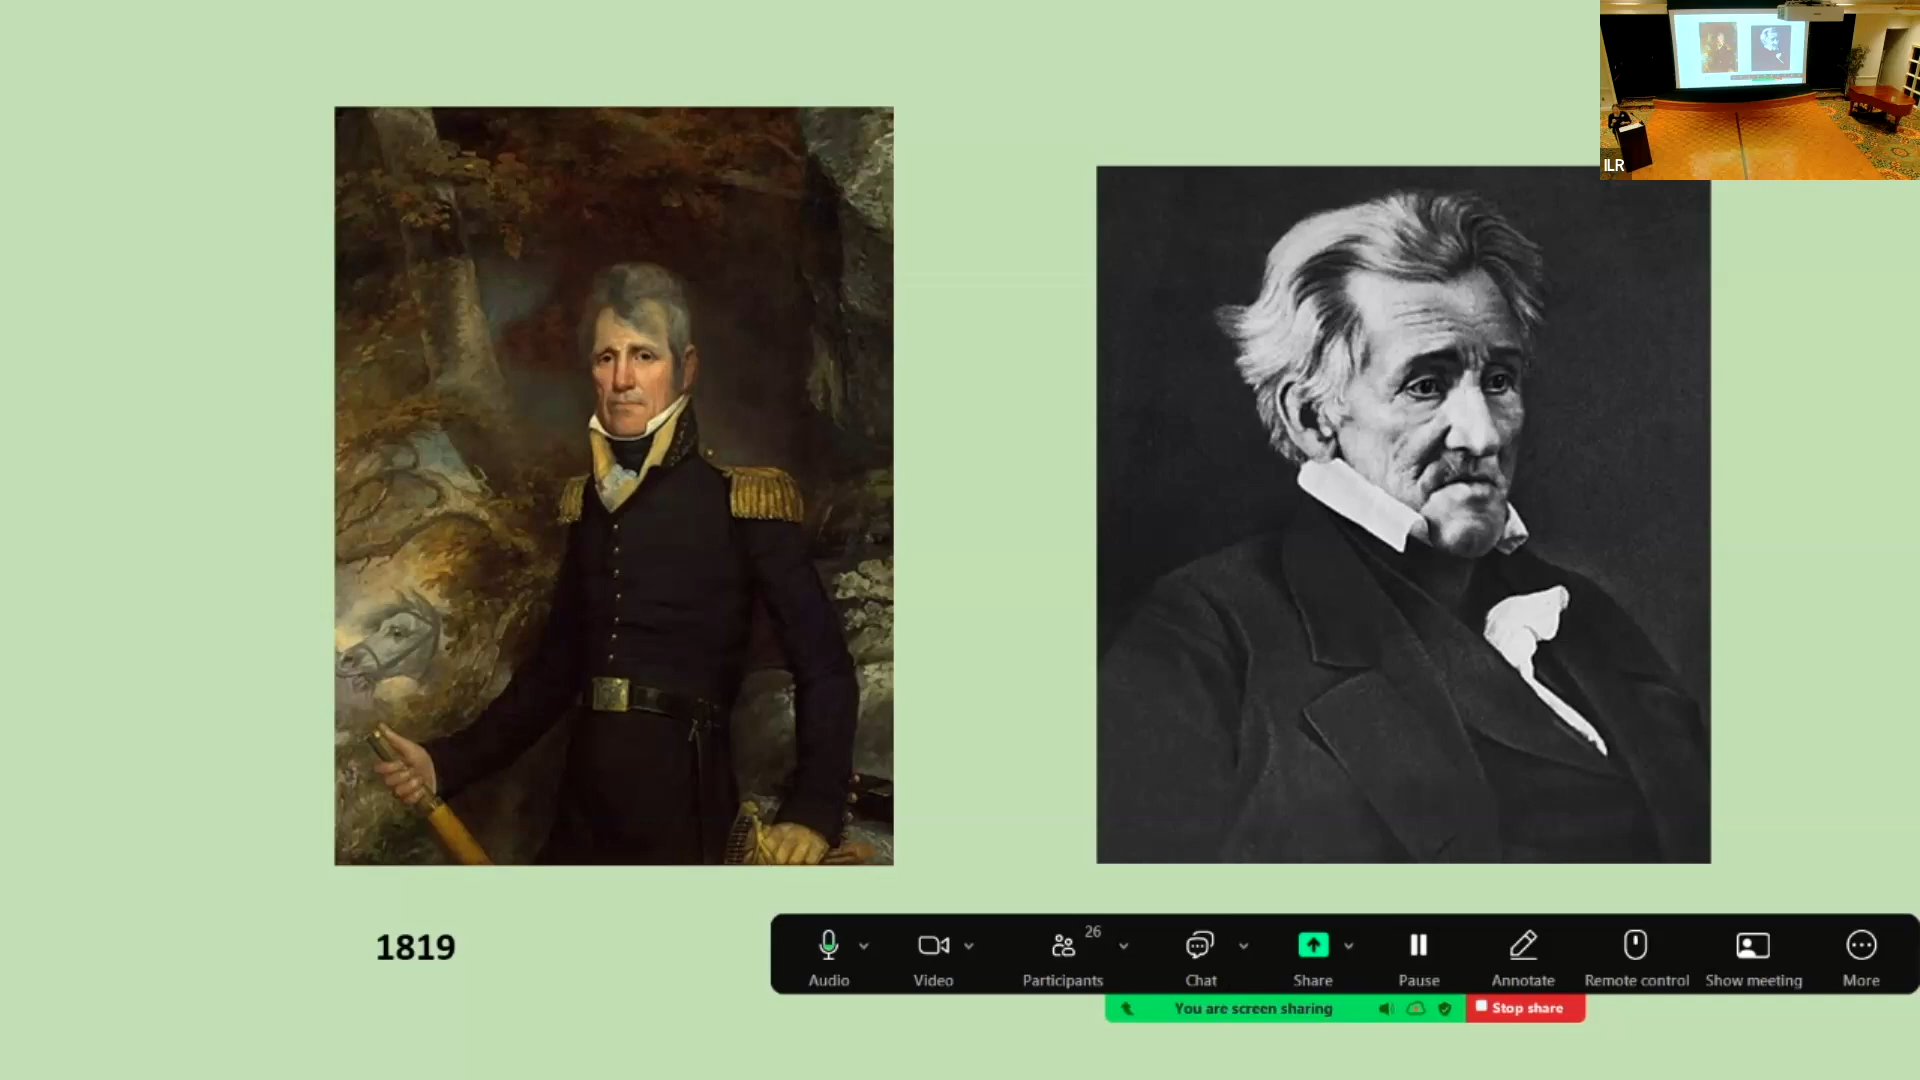 ILR
1819
26
Audio
Video
Participants
Chat
Share
Pause
Annotate
Remote control
Show meeting
More
You are screen sharing
Stop share